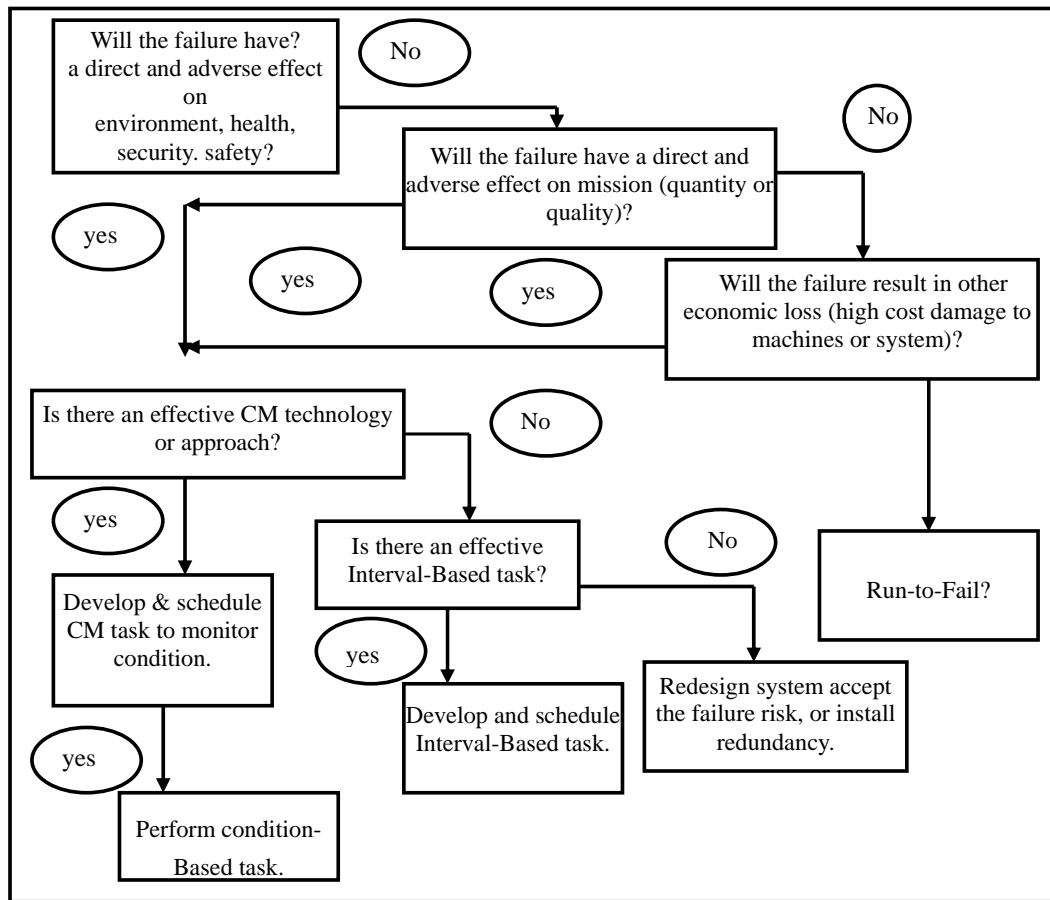 Will the failure have?
a direct and adverse effect
on
environment, health,
security. safety?
No
No
Will the failure have a direct and
adverse effect on mission (quantity or
quality)?
yes
yes
yes
Will the failure result in other
economic loss (high cost damage to
machines or system)?
Is there an effective CM technology
or approach?
No
yes
Is there an effective
Interval-Based task?
No
Run-to-Fail?
Develop & schedule
CM task to monitor
condition.
yes
Develop and schedule
Interval-Based task.
Redesign system accept
the failure risk, or install
redundancy.
yes
Perform condition-
Based task.